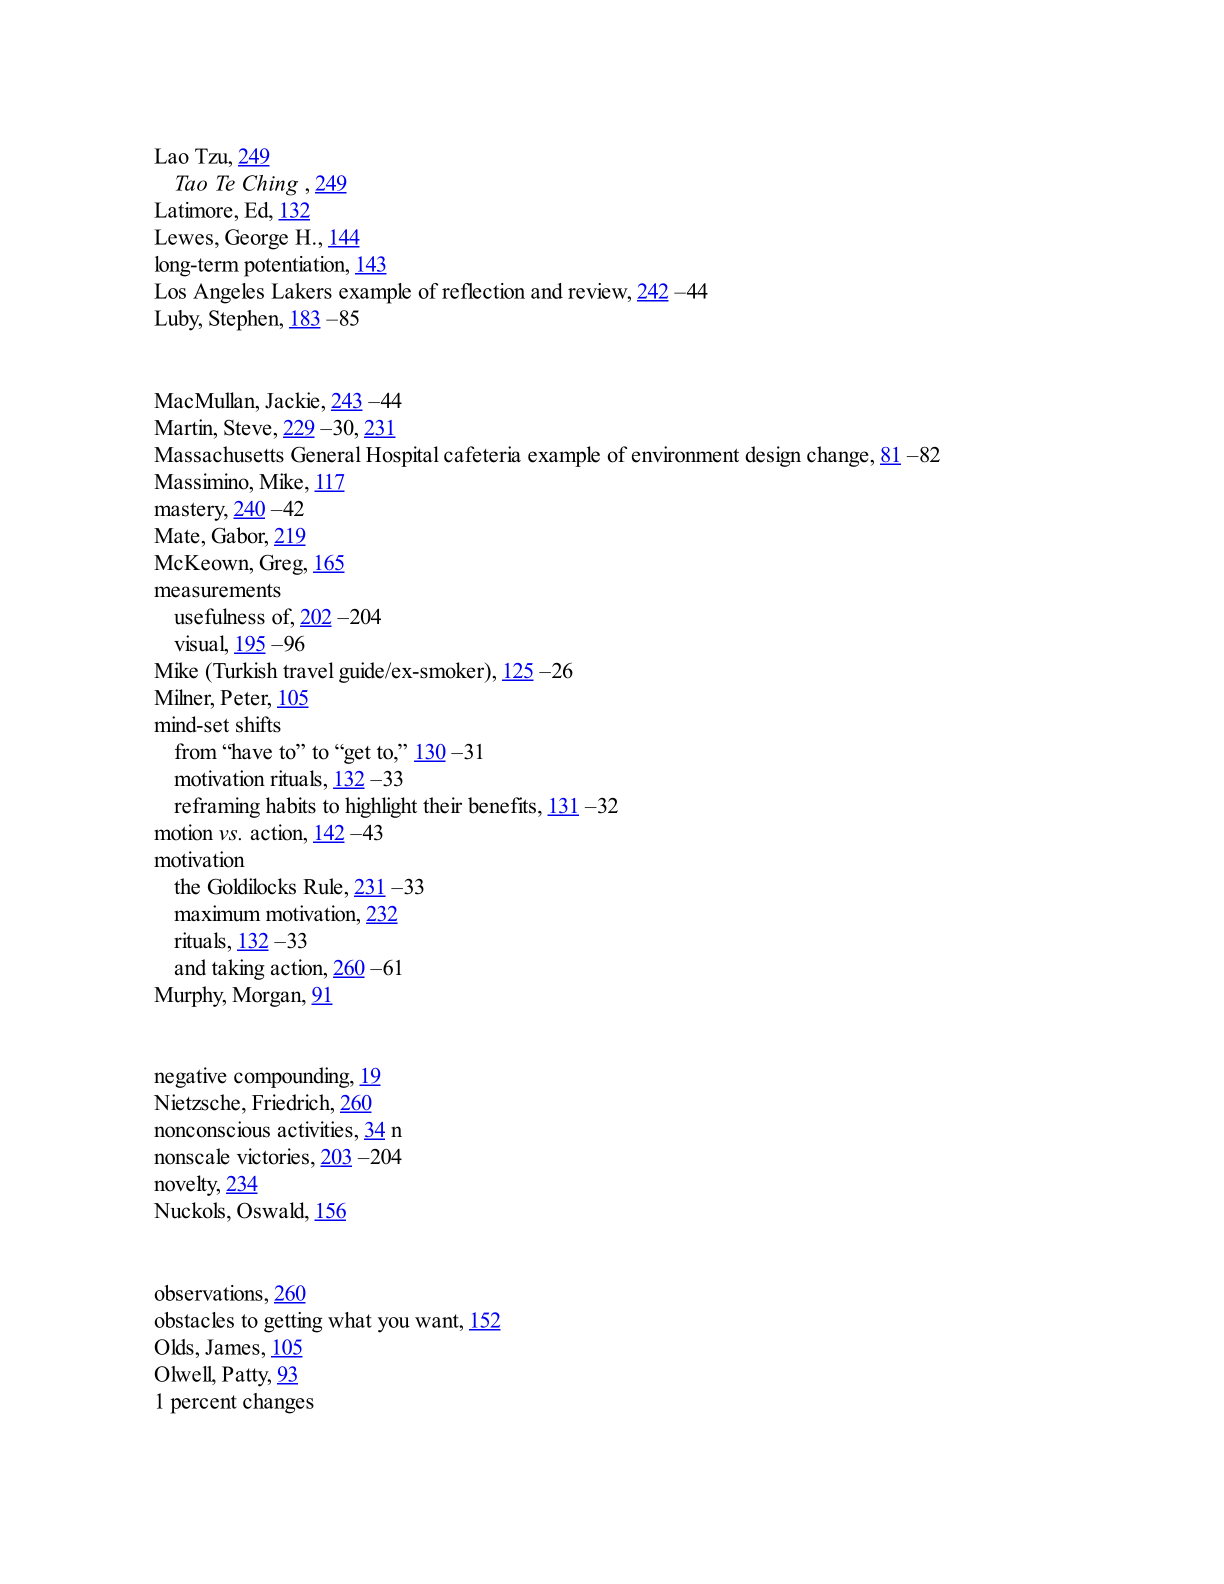 Lao Tzu, 249
Tao Te Ching , 249
Latimore, Ed, 132
Lewes, George H., 144
long-term potentiation, 143
Los Angeles Lakers example of reflection and review, 242 –44
Luby, Stephen, 183 –85
MacMullan, Jackie, 243 –44
Martin, Steve, 229 –30, 231
Massachusetts General Hospital cafeteria example of environment design change, 81 –82
Massimino, Mike, 117
mastery, 240 –42
Mate, Gabor, 219
McKeown, Greg, 165
measurements
usefulness of, 202 –204
visual, 195 –96
Mike (Turkish travel guide/ex-smoker), 125 –26
Milner, Peter, 105
mind-set shifts
from “have to” to “get to,” 130 –31
motivation rituals, 132 –33
reframing habits to highlight their benefits, 131 –32
motion vs. action, 142 –43
motivation
the Goldilocks Rule, 231 –33
maximum motivation, 232
rituals, 132 –33
and taking action, 260 –61
Murphy, Morgan, 91
negative compounding, 19
Nietzsche, Friedrich, 260
nonconscious activities, 34 n
nonscale victories, 203 –204
novelty, 234
Nuckols, Oswald, 156
observations, 260
obstacles to getting what you want, 152
Olds, James, 105
Olwell, Patty, 93
1 percent changes